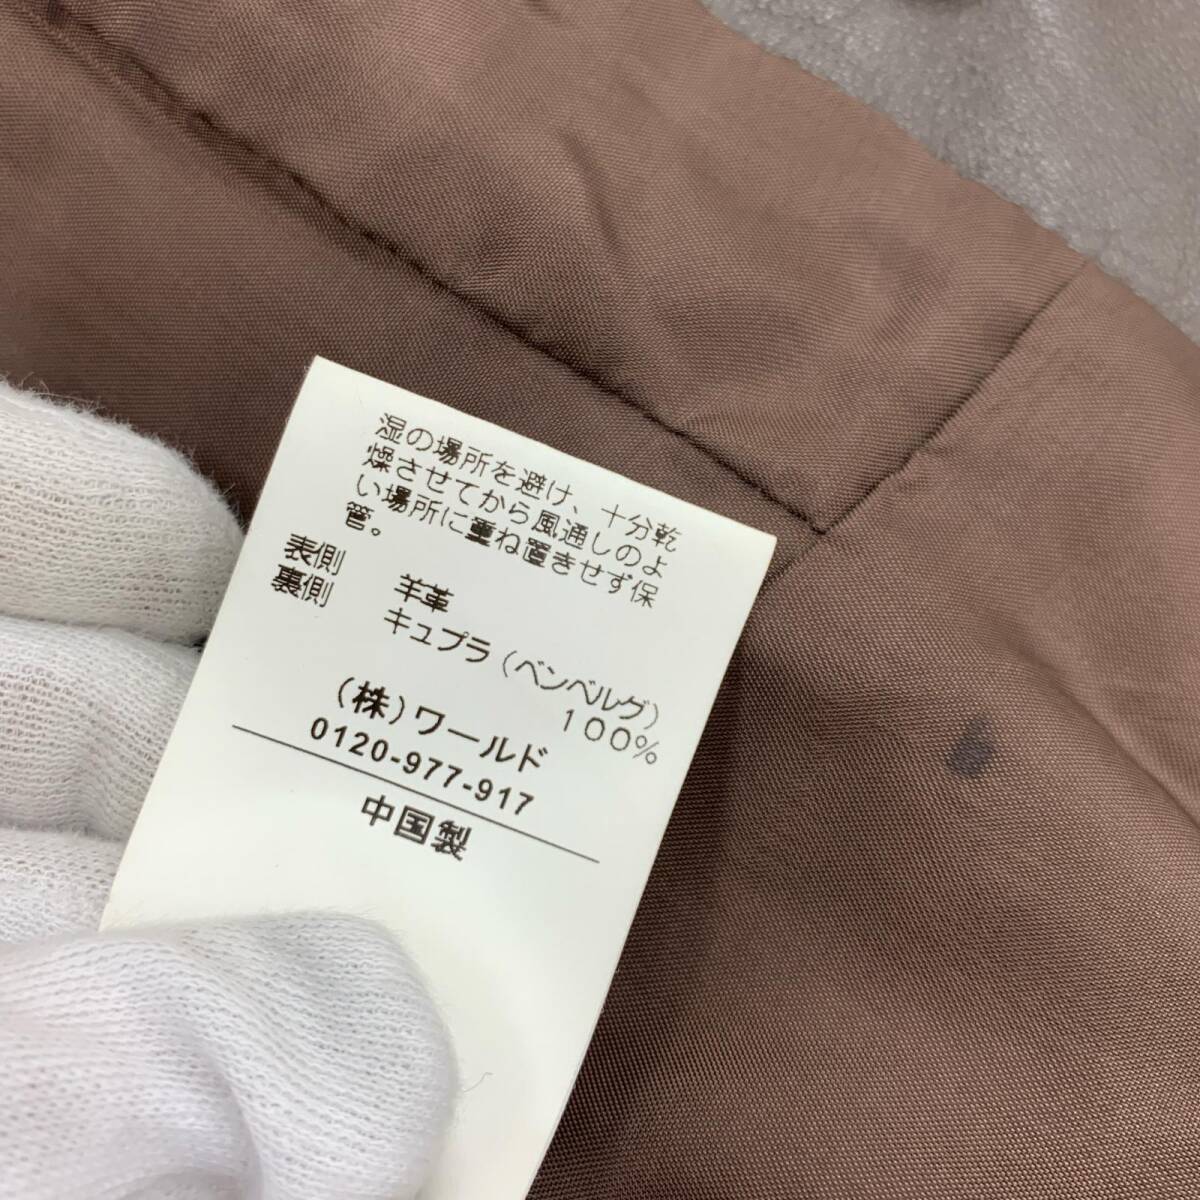 湿の場所を避け、十分乾
燥させてから風通しのよ
い場所に重ね置きせず保
管。
表側 羊革
裏側 キュプラ(ベンベルグ)
100%
(株)ワールド
0120-977-917
中国製